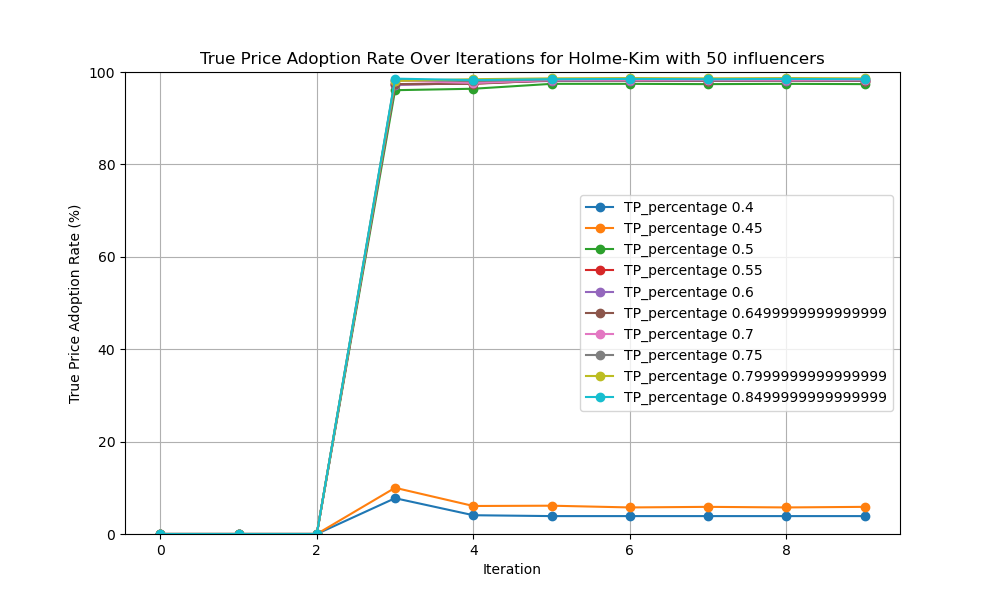 True Price Adoption Rate Over Iterations for Holme-Kim with 50 influencers
True Price Adoption Rate (%)
100
80
60
40
20
0
TP_percentage 0.4
TP_percentage 0.45
TP_percentage 0.5
TP_percentage 0.55
TP_percentage 0.6
TP_percentage 0.6499999999999999
TP_percentage 0.7
TP_percentage 0.75
TP_percentage 0.7999999999999999
TP_percentage 0.8499999999999999
0 2 4 6 8
Iteration